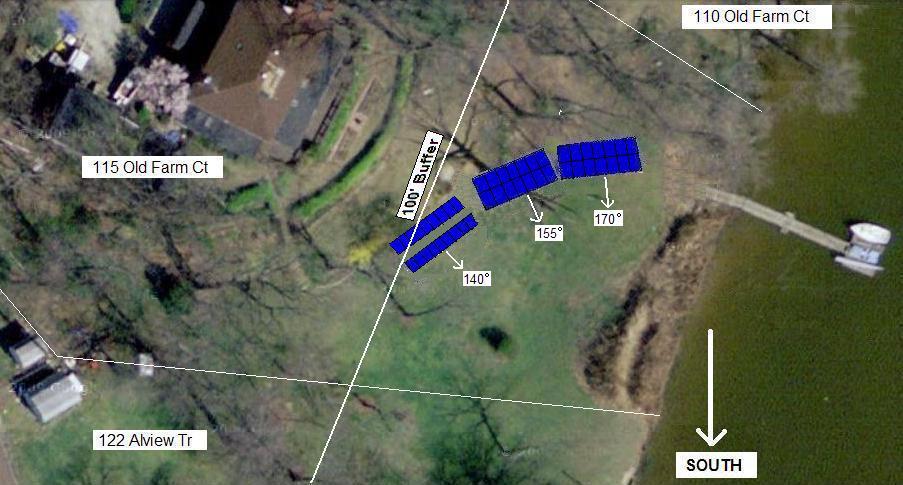 110 Old Farm Ct
115 Old Farm Ct
100' Buffer
155°
170°
140°
122 Alview Tr
SOUTH